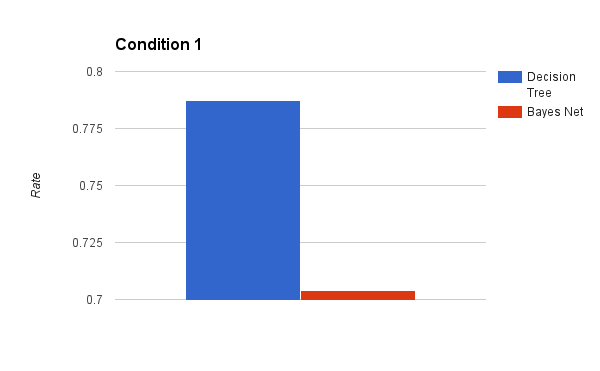 Condition 1
0.8
0.775
0.75
0.725
0.7
Rate
Decision
Tree
Bayes Net